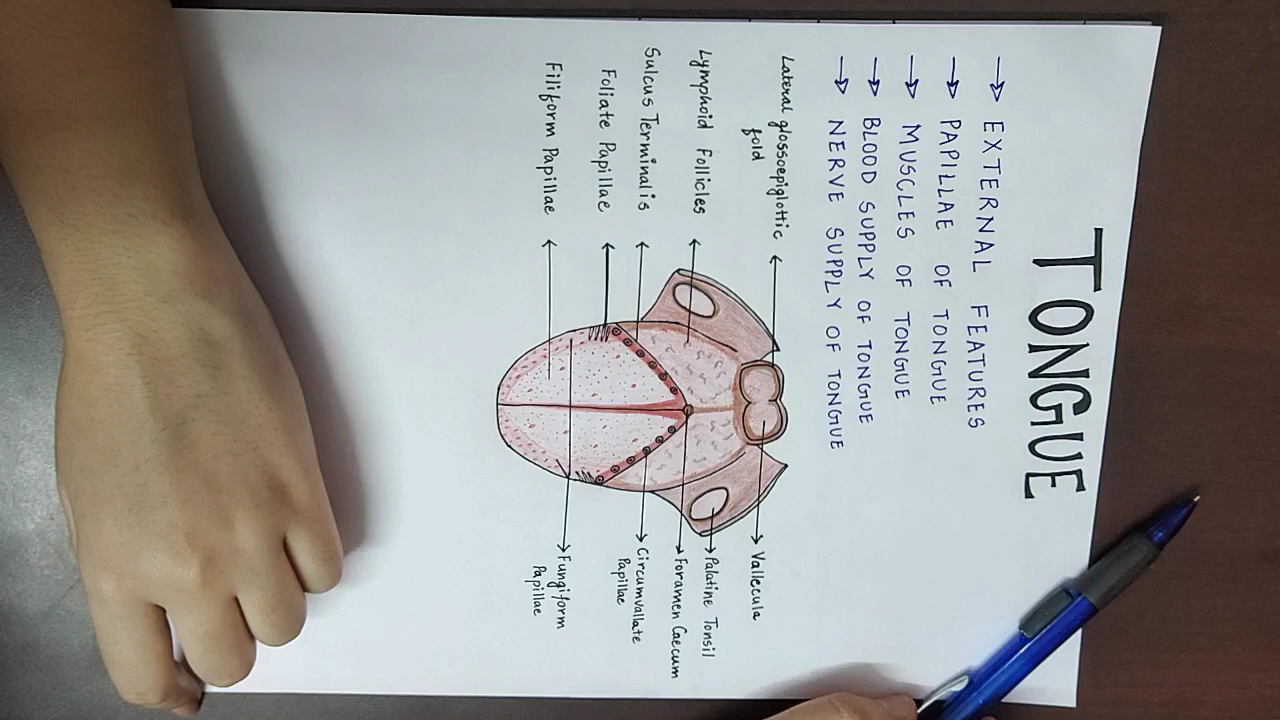 TONGUE
→ EXTERNAL FEATURES
→ PAPILLAE OF TONGUE
→ MUSCLES OF TONGUE
→ BLOOD SUPPLY OF TONGUE
→ NERVE SUPPLY OF TONGUE
Lateral glossoepiglottic
fold
Lymphoid Follicles
Sulcus Terminalis
Foliate Papillae
Filiform Papillae
Vallecula
Palatine Tonsil
Foramen Caecum
Circumvallate
Papillae
Fungiform
Papillae